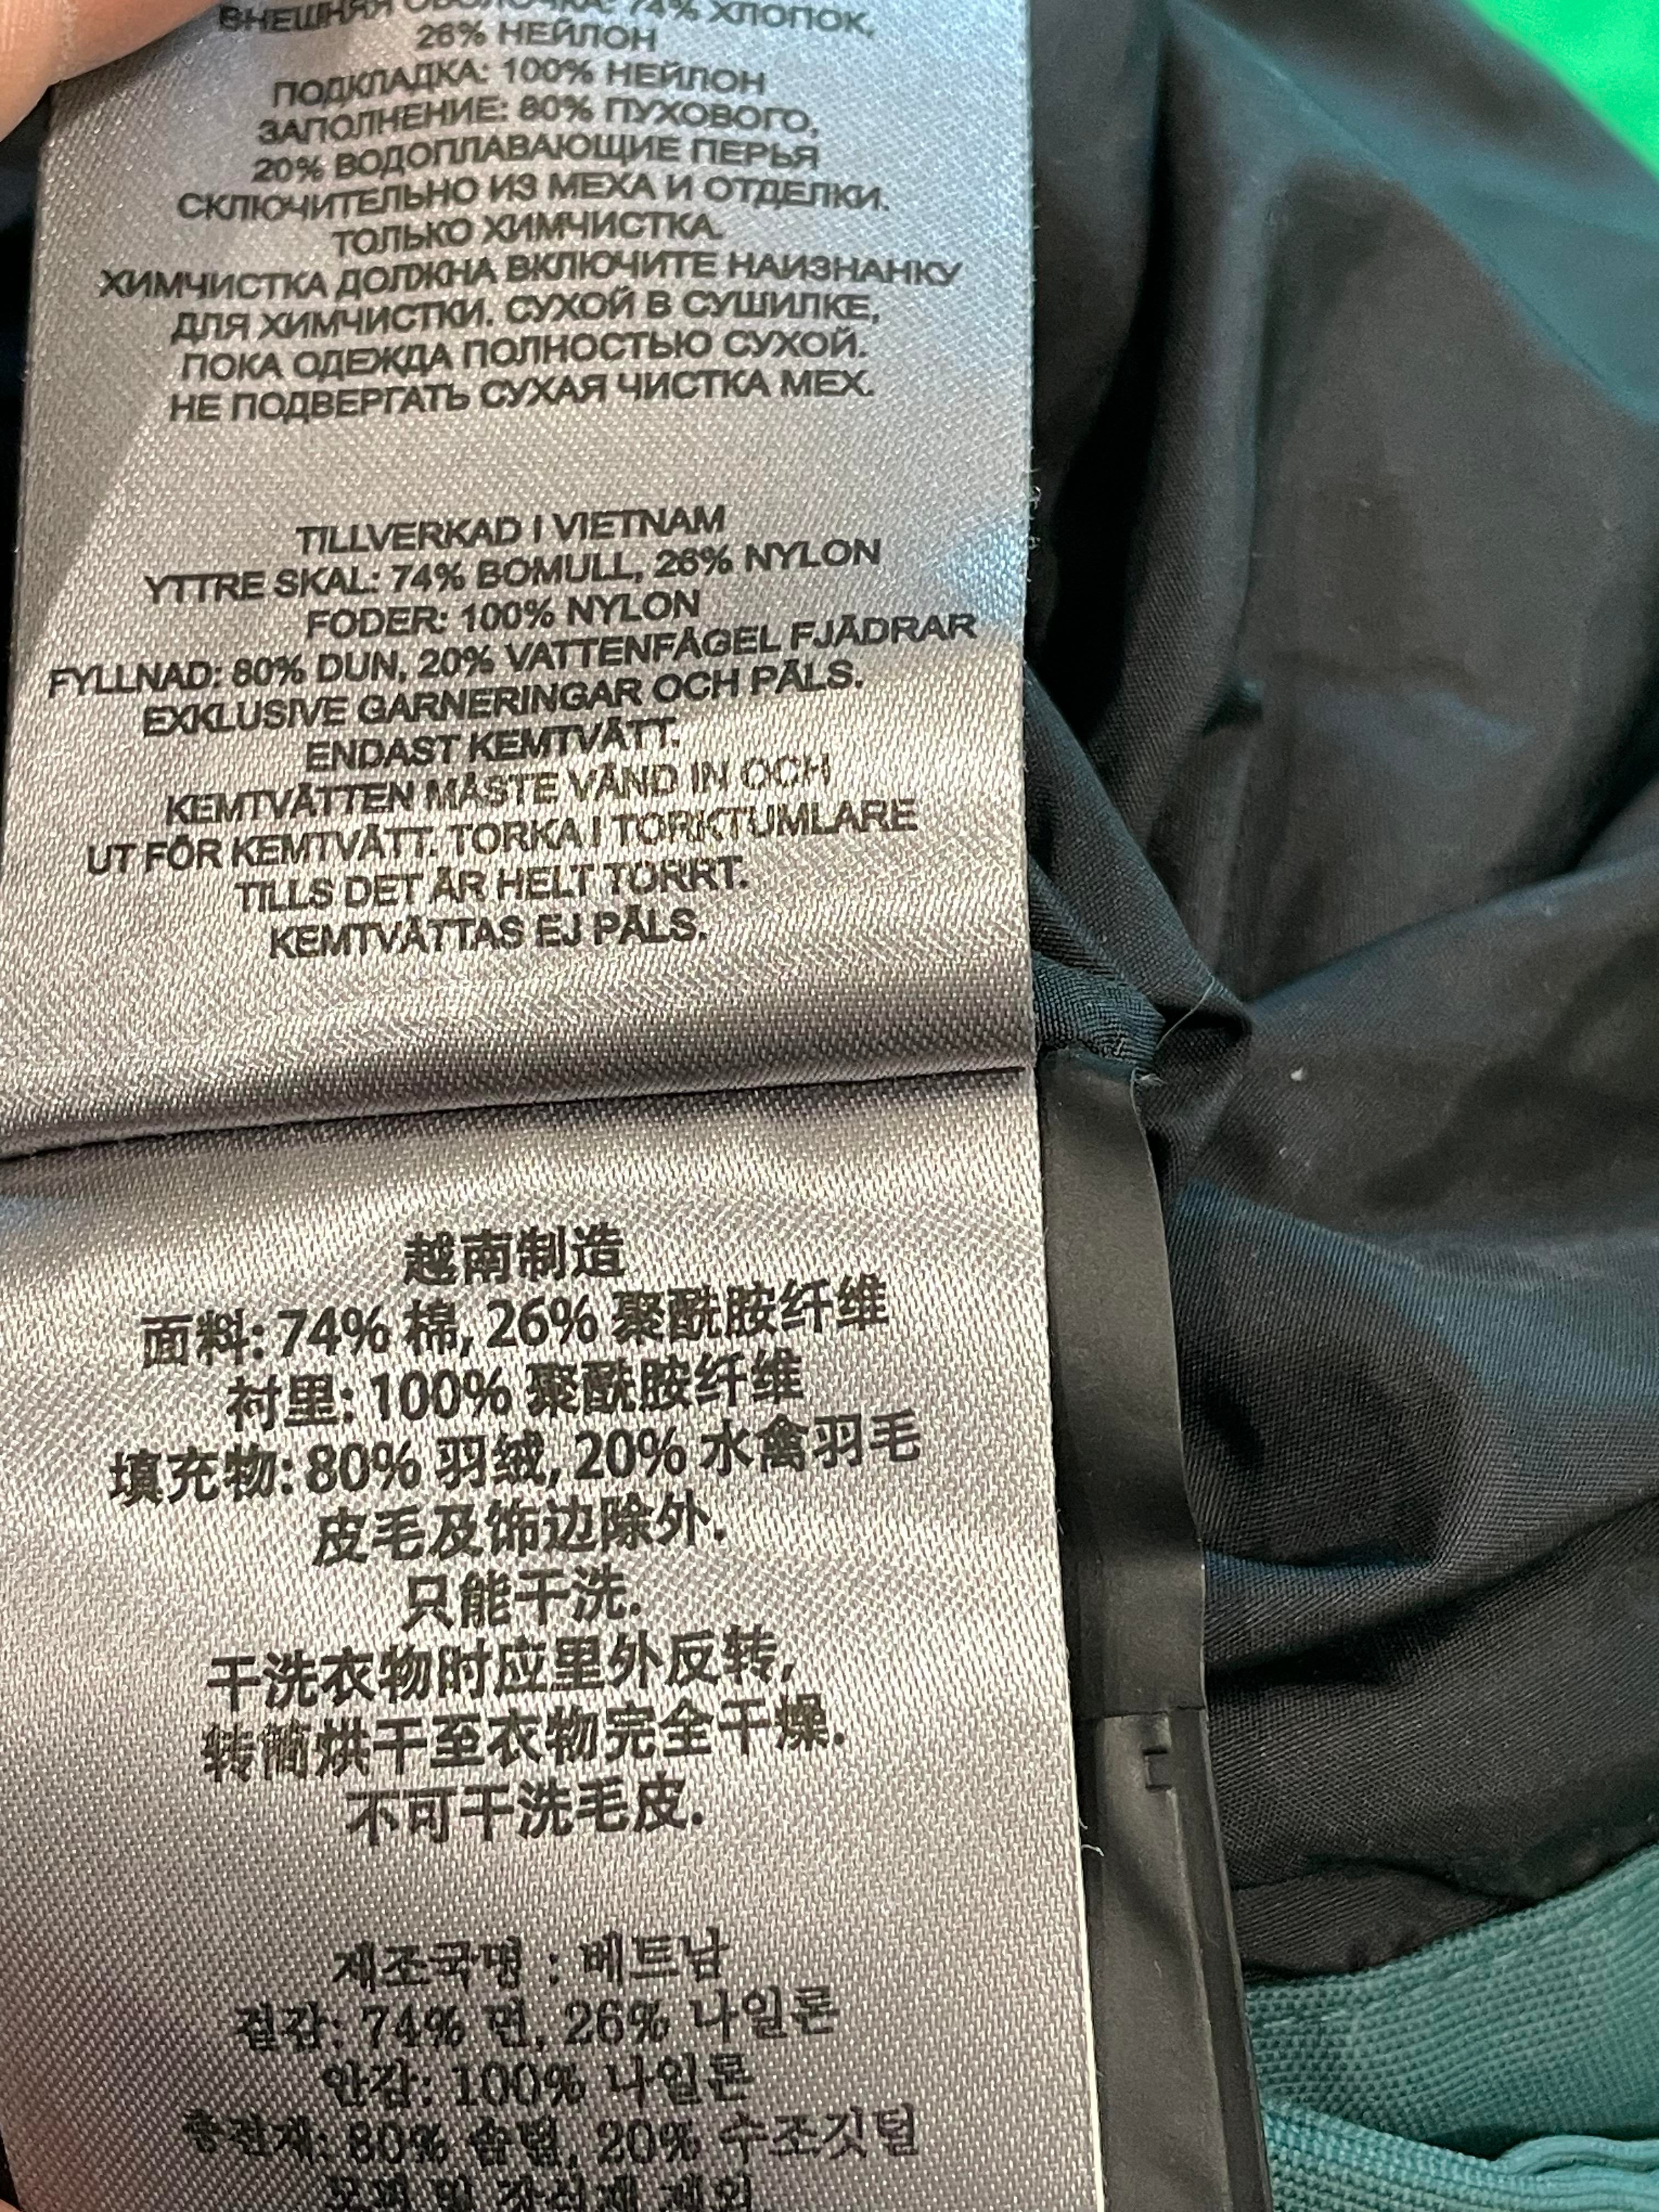 ВНЕШНЯЯ ОБОЛОЧКА: 74% ХЛОПОК,
26% НЕЙЛОН
ПОДКЛАДКА: 100% НЕЙЛОН
ЗАПОЛНЕНИЕ: 80% ПУХОВОГО,
20% ВОДОПЛАВАЮЩИЕ ПЕРЬЯ
СКЛЮЧИТЕЛЬНО ИЗ МЕХА И ОТДЕЛКИ.
ТОЛЬКО ХИМЧИСТКА.
ХИМЧИСТКА ДОЛЖНА ВКЛЮЧИТЕ НАИЗНАНКУ
ДЛЯ ХИМЧИСТКИ. СУХОЙ В СУШИЛКЕ,
ПОКА ОДЕЖДА ПОЛНОСТЬЮ СУХОЙ.
НЕ ПОДВЕРГАТЬ СУХАЯ ЧИСТКА МЕХ.
TILLVERKAD I VIETNAM
YTTRE SKAL: 74% BOMULL, 26% NYLON
FODER: 100% NYLON
FYLLNAD: 80% DUN, 20% VATTENFÅGEL FJÄDRAR
EXKLUSIVE GARNERINGAR OCH PÄLS.
ENDAST KEMTVÄTT.
KEMTVÄTTEN MÅSTE VÄND IN OCH
UT FÖR KEMTVÄTT. TORKA I TORKTUMLARE
TILLS DET ÄR HELT TORRT.
KEMTVÄTTAS EJ PÄLS.
越南制造
面料: 74% 棉, 26% 聚酰胺纤维
衬里: 100% 聚酰胺纤维
填充物: 80% 羽绒, 20% 水禽羽毛
皮毛及饰边除外.
只能干洗.
干洗衣物时应里外反转,
转筒烘干至衣物完全干燥.
不可干洗毛皮.
제조국명 : 베트남
겉감: 74% 면, 26% 나일론
안감: 100% 나일론
충전재: 80% 솜털, 20% 수조깃털
모피 및 장식재 제외